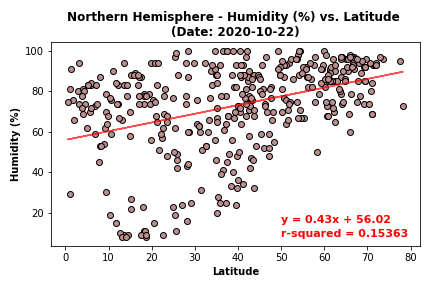 Northern Hemisphere - Humidity (%) vs. Latitude
(Date: 2020-10-22)
100
80
60
40
20
Humidity (%)
y = 0.43x + 56.02
r-squared = 0.15363
0 10 20 30 40 50 60 70 80
Latitude